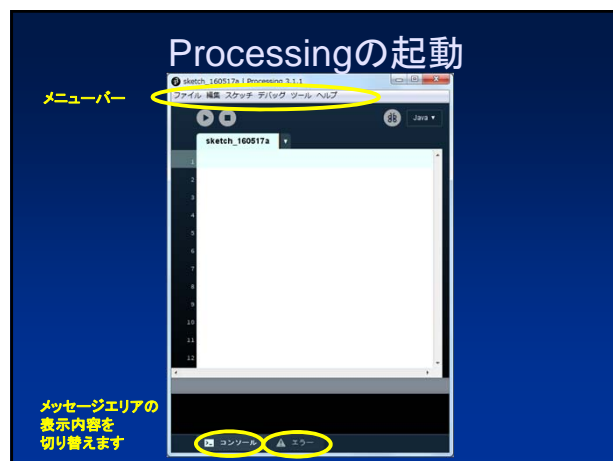 Processingの起動
sketch_160517a | Processing 3.1.1
メニューバー
ファイル 編集 スケッチ デバッグ ツール ヘルプ
Java
sketch_160517a
1
2
3
4
5
6
7
8
9
10
11
12
メッセージエリアの
表示内容を
切り替えます
コンソール エラー